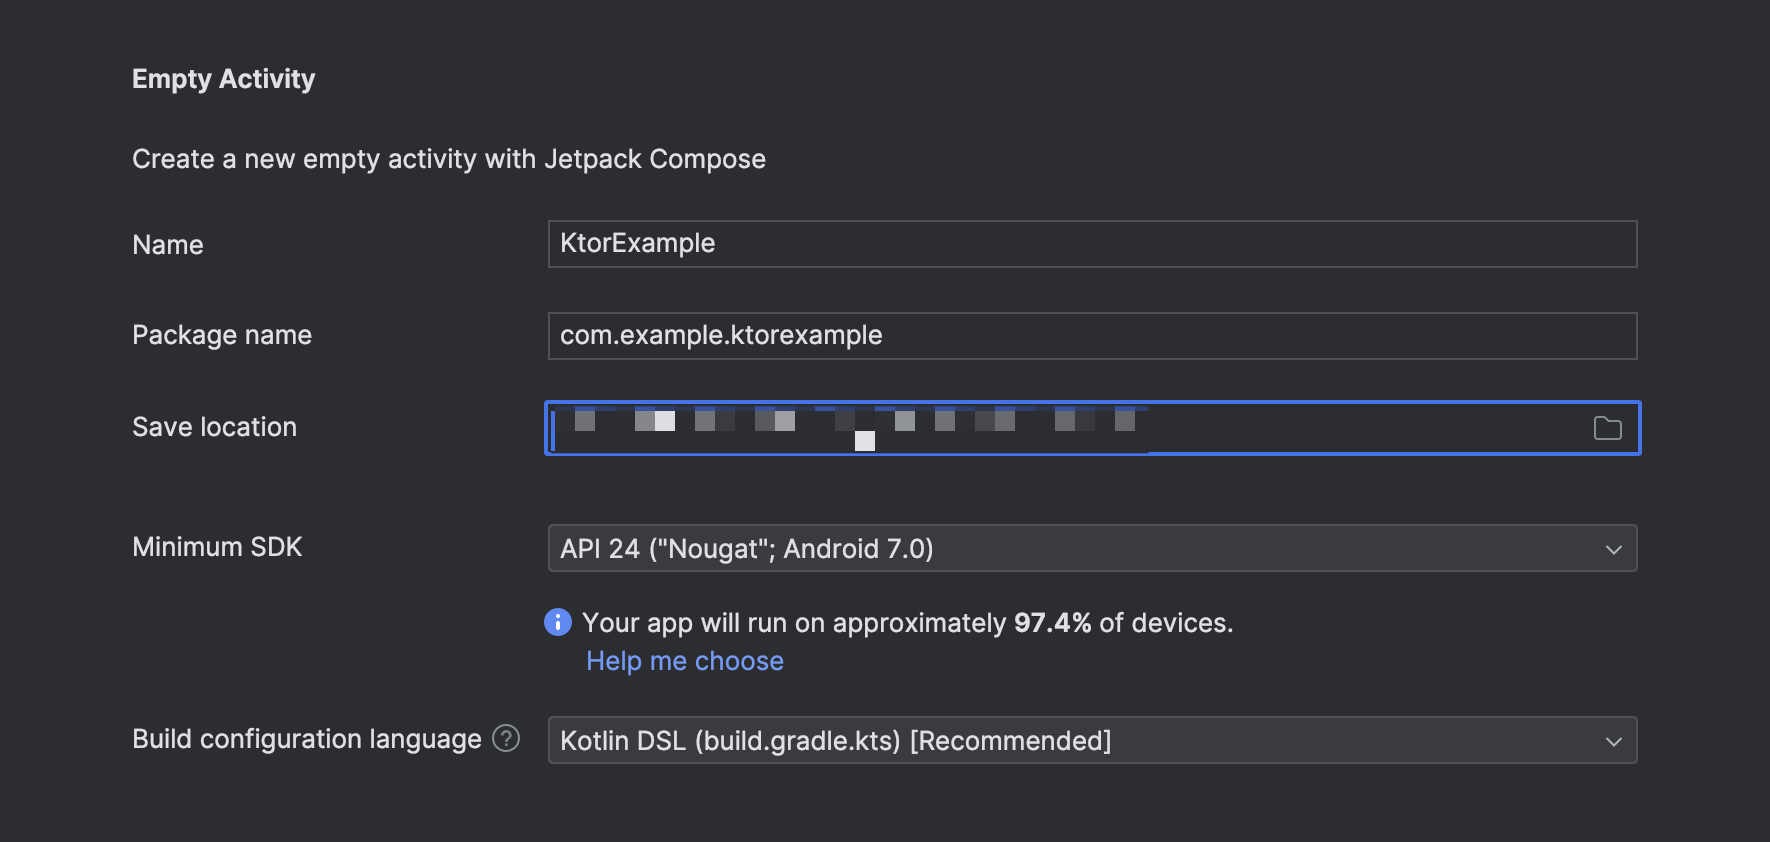 Empty Activity
Create a new empty activity with Jetpack Compose
Name KtorExample
Package name com.example.ktorexample
Save location
Minimum SDK API 24 ("Nougat"; Android 7.0)
Your app will run on approximately 97.4% of devices.
Help me choose
Build configuration language ? Kotlin DSL (build.gradle.kts) [Recommended]